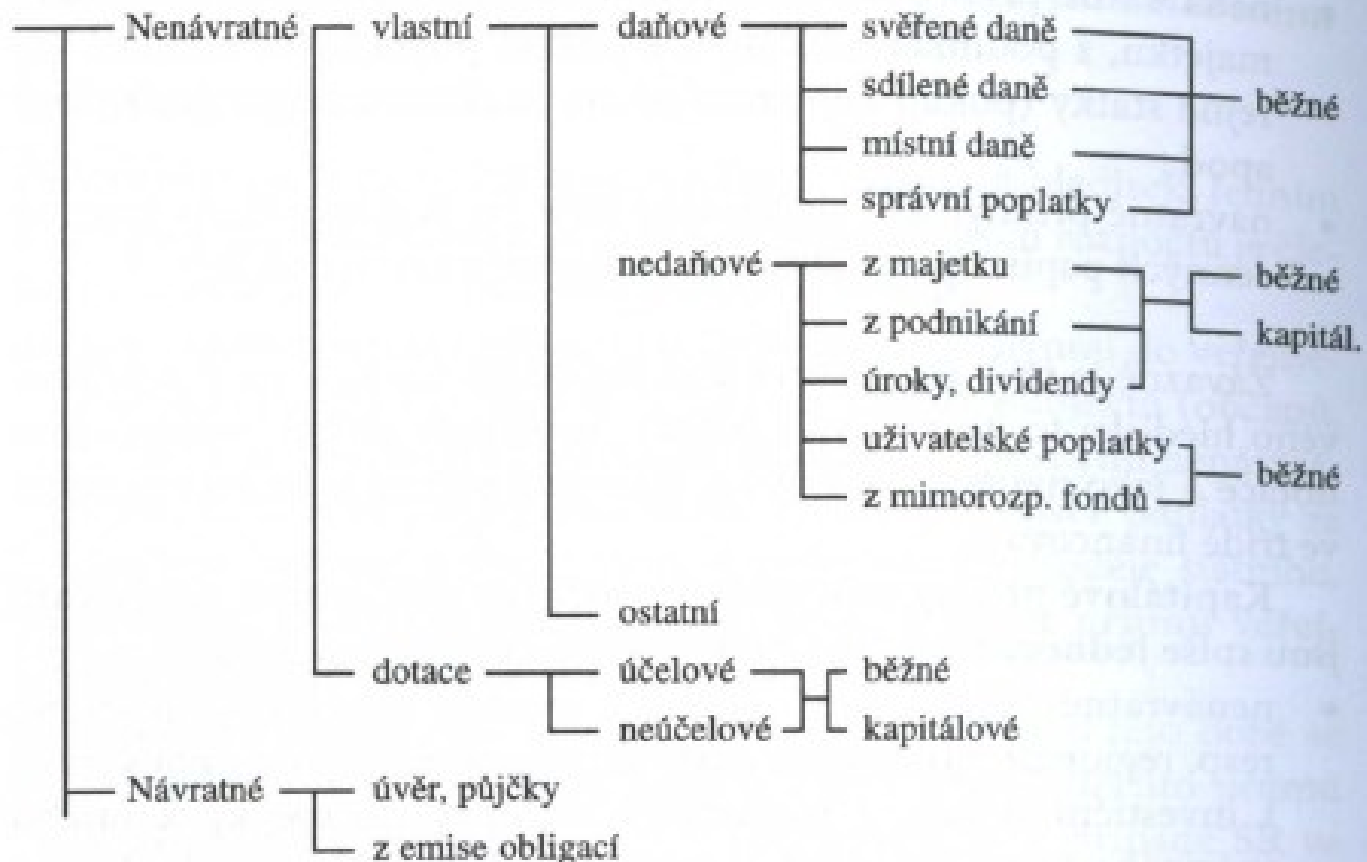 Nenávratné vlastní daňové svěřené daně
sdílené daně běžné
místní daně
správní poplatky
nedaňové z majetku běžné
z podnikání kapitál.
úroky, dividendy
uživatelské poplatky běžné
z mimorozp. fondů
ostatní
dotace účelové běžné
neúčelové kapitálové
Návratné úvěr, půjčky
z emise obligací